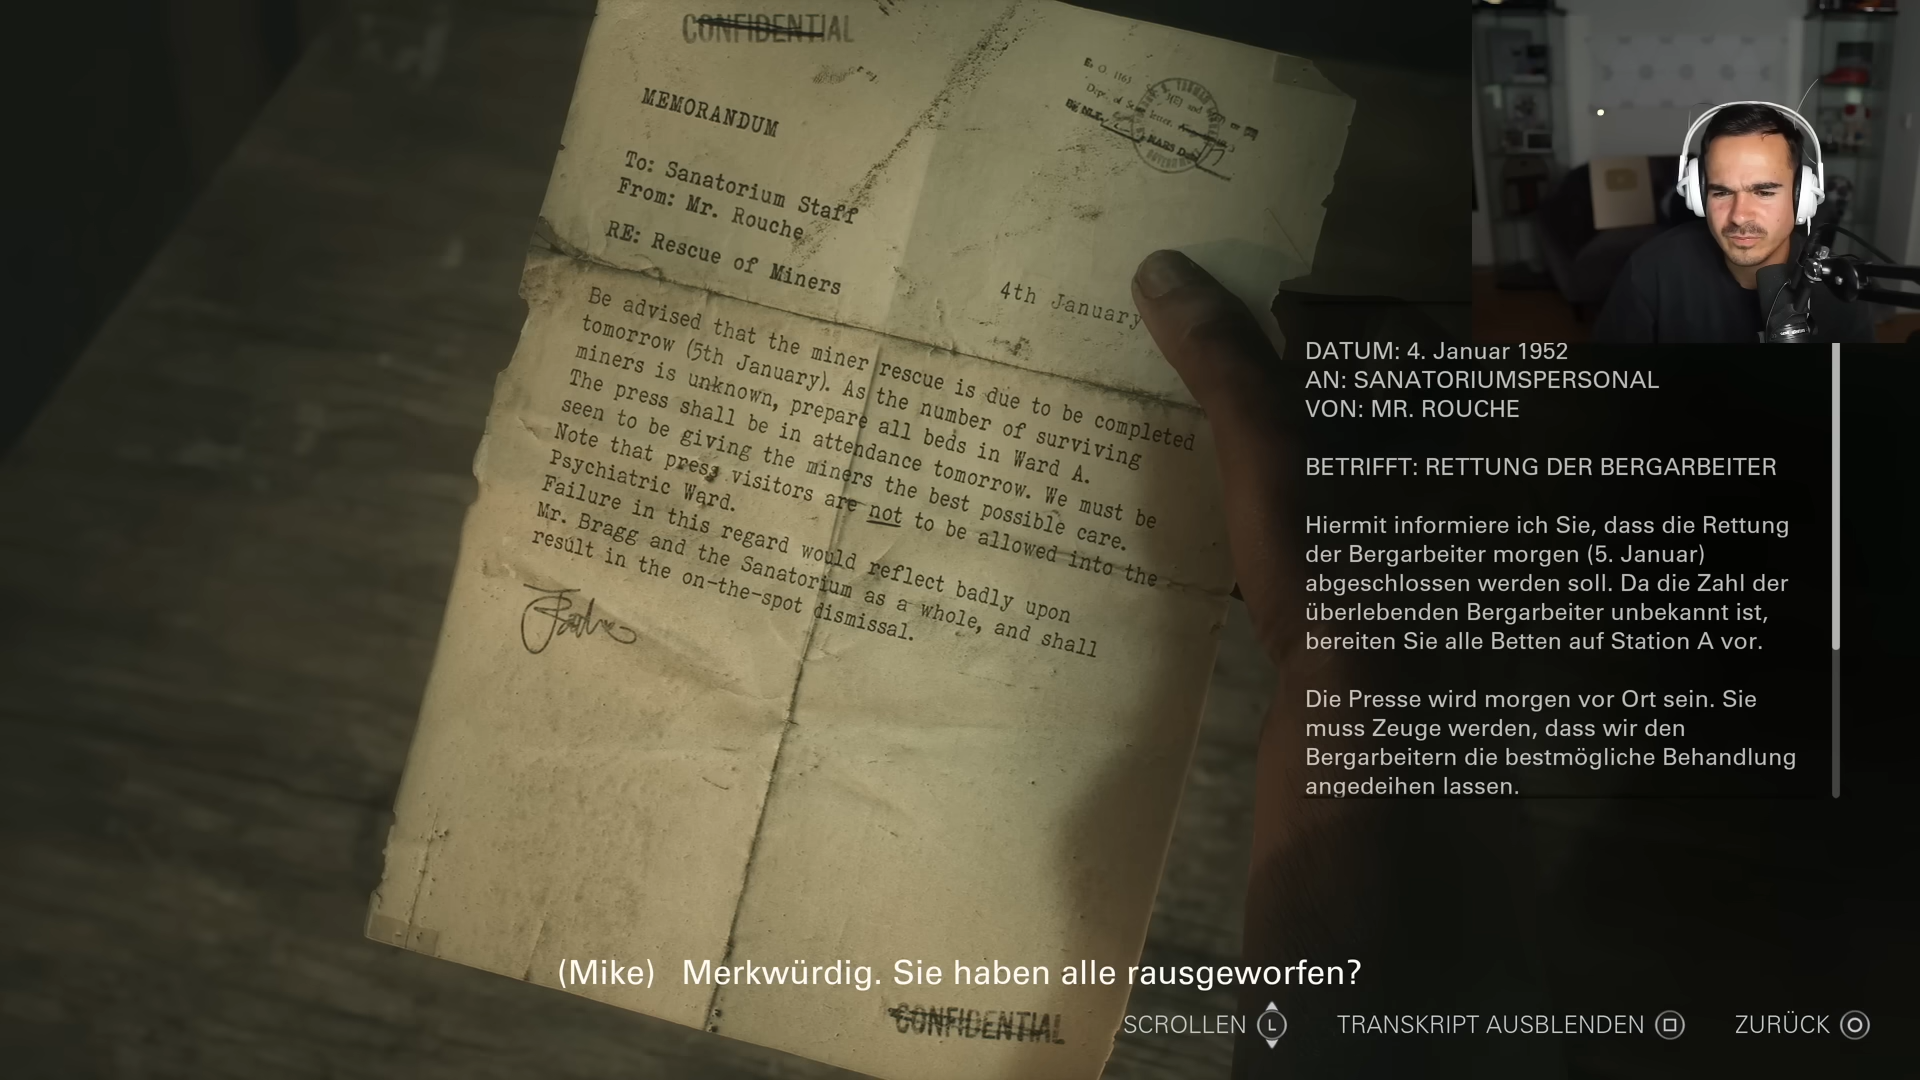 CONFIDENTIAL
MEMORANDUM
To: Sanatorium Staff
From: Mr. Rouche
RE: Rescue of Miners
4th January
Be advised that the miner rescue is due to be completed
tomorrow (5th January). As the number of surviving
miners is unknown, prepare all beds in Ward A.
The press shall be in attendance tomorrow. We must be
seen to be giving the miners the best possible care.
Note that press visitors are not to be allowed into the
Psychiatric Ward.
Failure in this regard would reflect badly upon
Mr. Bragg and the Sanatorium as a whole, and shall
result in the on-the-spot dismissal.
CONFIDENTIAL
DATUM: 4. Januar 1952
AN: SANATORIUMSPERSONAL
VON: MR. ROUCHE
BETRIFFT: RETTUNG DER BERGARBEITER
Hiermit informiere ich Sie, dass die Rettung
der Bergarbeiter morgen (5. Januar)
abgeschlossen werden soll. Da die Zahl der
überlebenden Bergarbeiter unbekannt ist,
bereiten Sie alle Betten auf Station A vor.
Die Presse wird morgen vor Ort sein. Sie
muss Zeuge werden, dass wir den
Bergarbeitern die bestmögliche Behandlung
angedeihen lassen.
(Mike) Merkwürdig. Sie haben alle rausgeworfen?
SCROLLEN L TRANSKRIPT AUSBLENDEN ZURÜCK